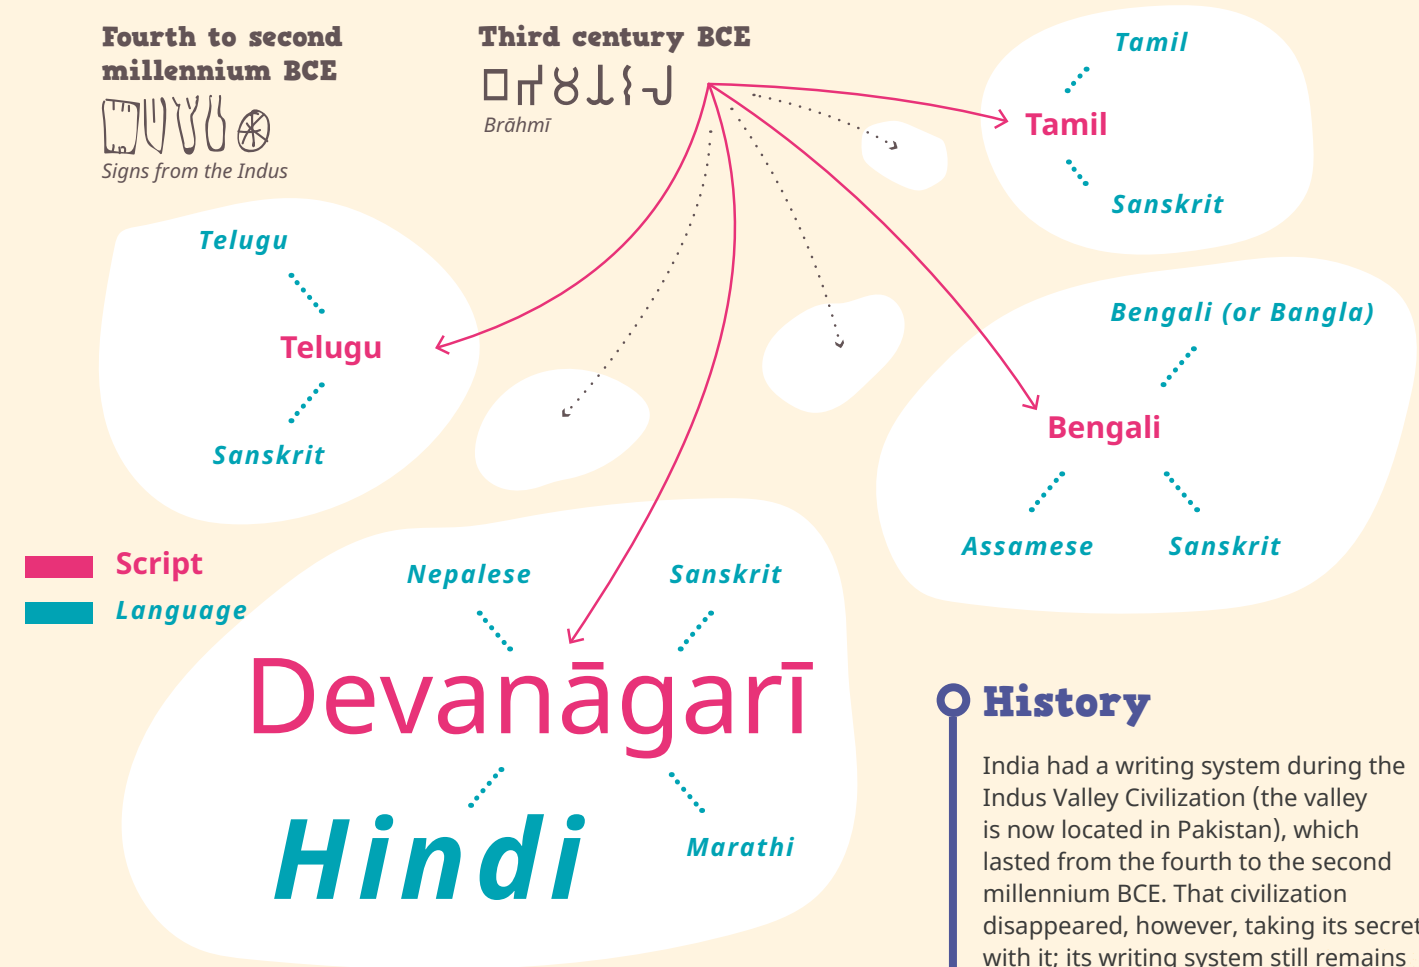 Fourth to second
millennium BCE
Signs from the Indus
Third century BCE
Brāhmī
Tamil
Tamil
Sanskrit
Telugu
Telugu
Sanskrit
Bengali (or Bangla)
Bengali
Assamese
Sanskrit
Script
Language
Nepalese
Sanskrit
Devanāgarī
Hindi
Marathi
History
India had a writing system during the
Indus Valley Civilization (the valley
is now located in Pakistan), which
lasted from the fourth to the second
millennium BCE. That civilization
disappeared, however, taking its secret
with it; its writing system still remains